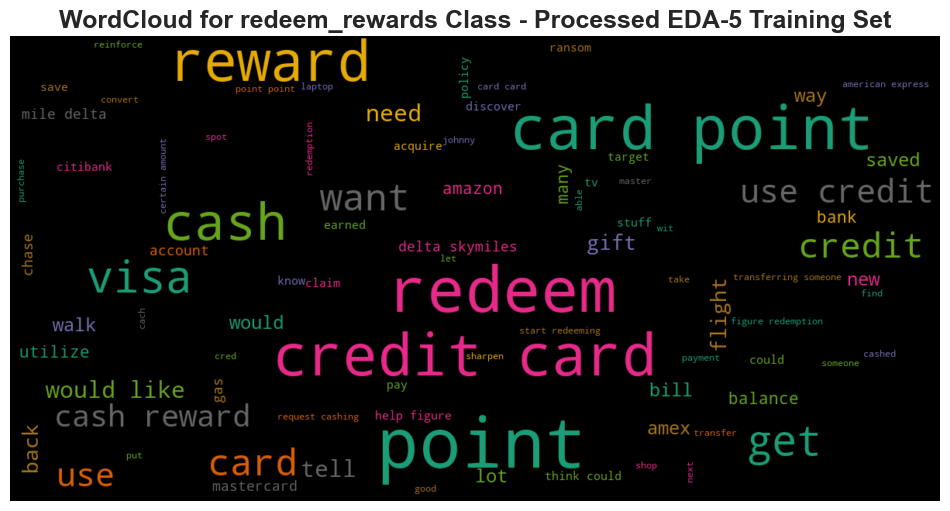 WordCloud for redeem_rewards Class - Processed EDA-5 Training Set
reinforce
reward
ransom
save
point point
laptop
policy
card card
american express
convert
mile delta
need
discover
way
card point
spot
redemption
acquire
johnny
target
saved
citibank
purchase
certain amount
want
amazon
many
tv
able
master
use credit
cash
earned
stuff
wit
bank
chase
account
delta skymiles
let
gift
credit
visa
know
claim
redeem
take
transferring someone
new
find
walk
cach
would
start redeeming
flight
figure redemption
utilize
cred
credit card
sharpen
payment
could
someone
cashed
would like
gas
pay
bill
balance
cash reward
request cashing
help figure
point
amex
transfer
get
back
use
put
card
tell
mastercard
lot
think could
good
shop
next